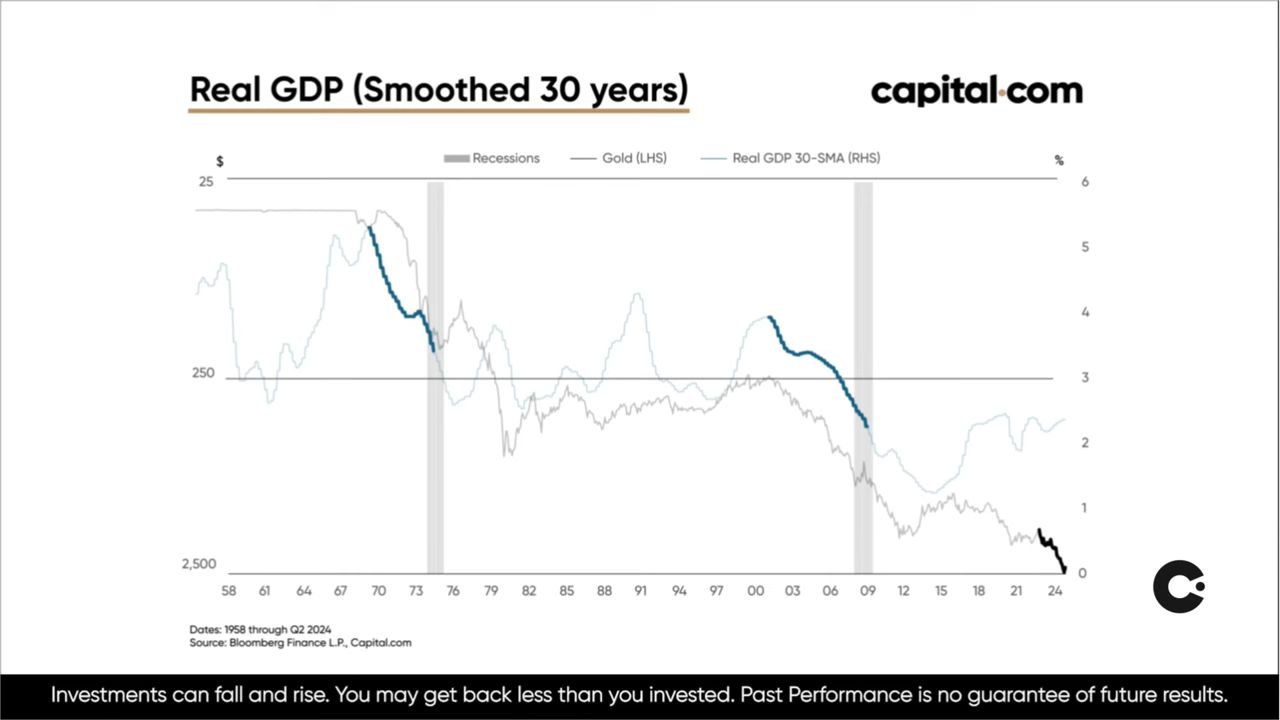 Real GDP (Smoothed 30 years)
capital.com
Recessions Gold (LHS) Real GDP 30-SMA (RHS)
$ %
25 6
5
4
250 3
2
1
2,500 0
58 61 64 67 70 73 76 79 82 85 88 91 94 97 00 03 06 09 12 15 18 21 24
Dates: 1958 through Q2 2024
Source: Bloomberg Finance L.P., Capital.com
Investments can fall and rise. You may get back less than you invested. Past Performance is no guarantee of future results.